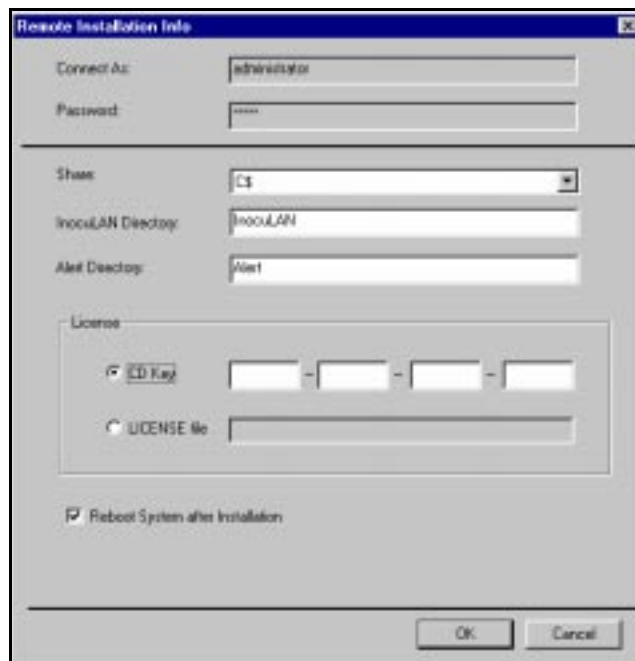 Remote Installation Info
Connect As: administrator
Password: *****
Share: C$
InocuLAN Directory: InocuLAN
Alert Directory: Alert
License
CD Key - - -
LICENSE file
Reboot System after Installation
OK Cancel